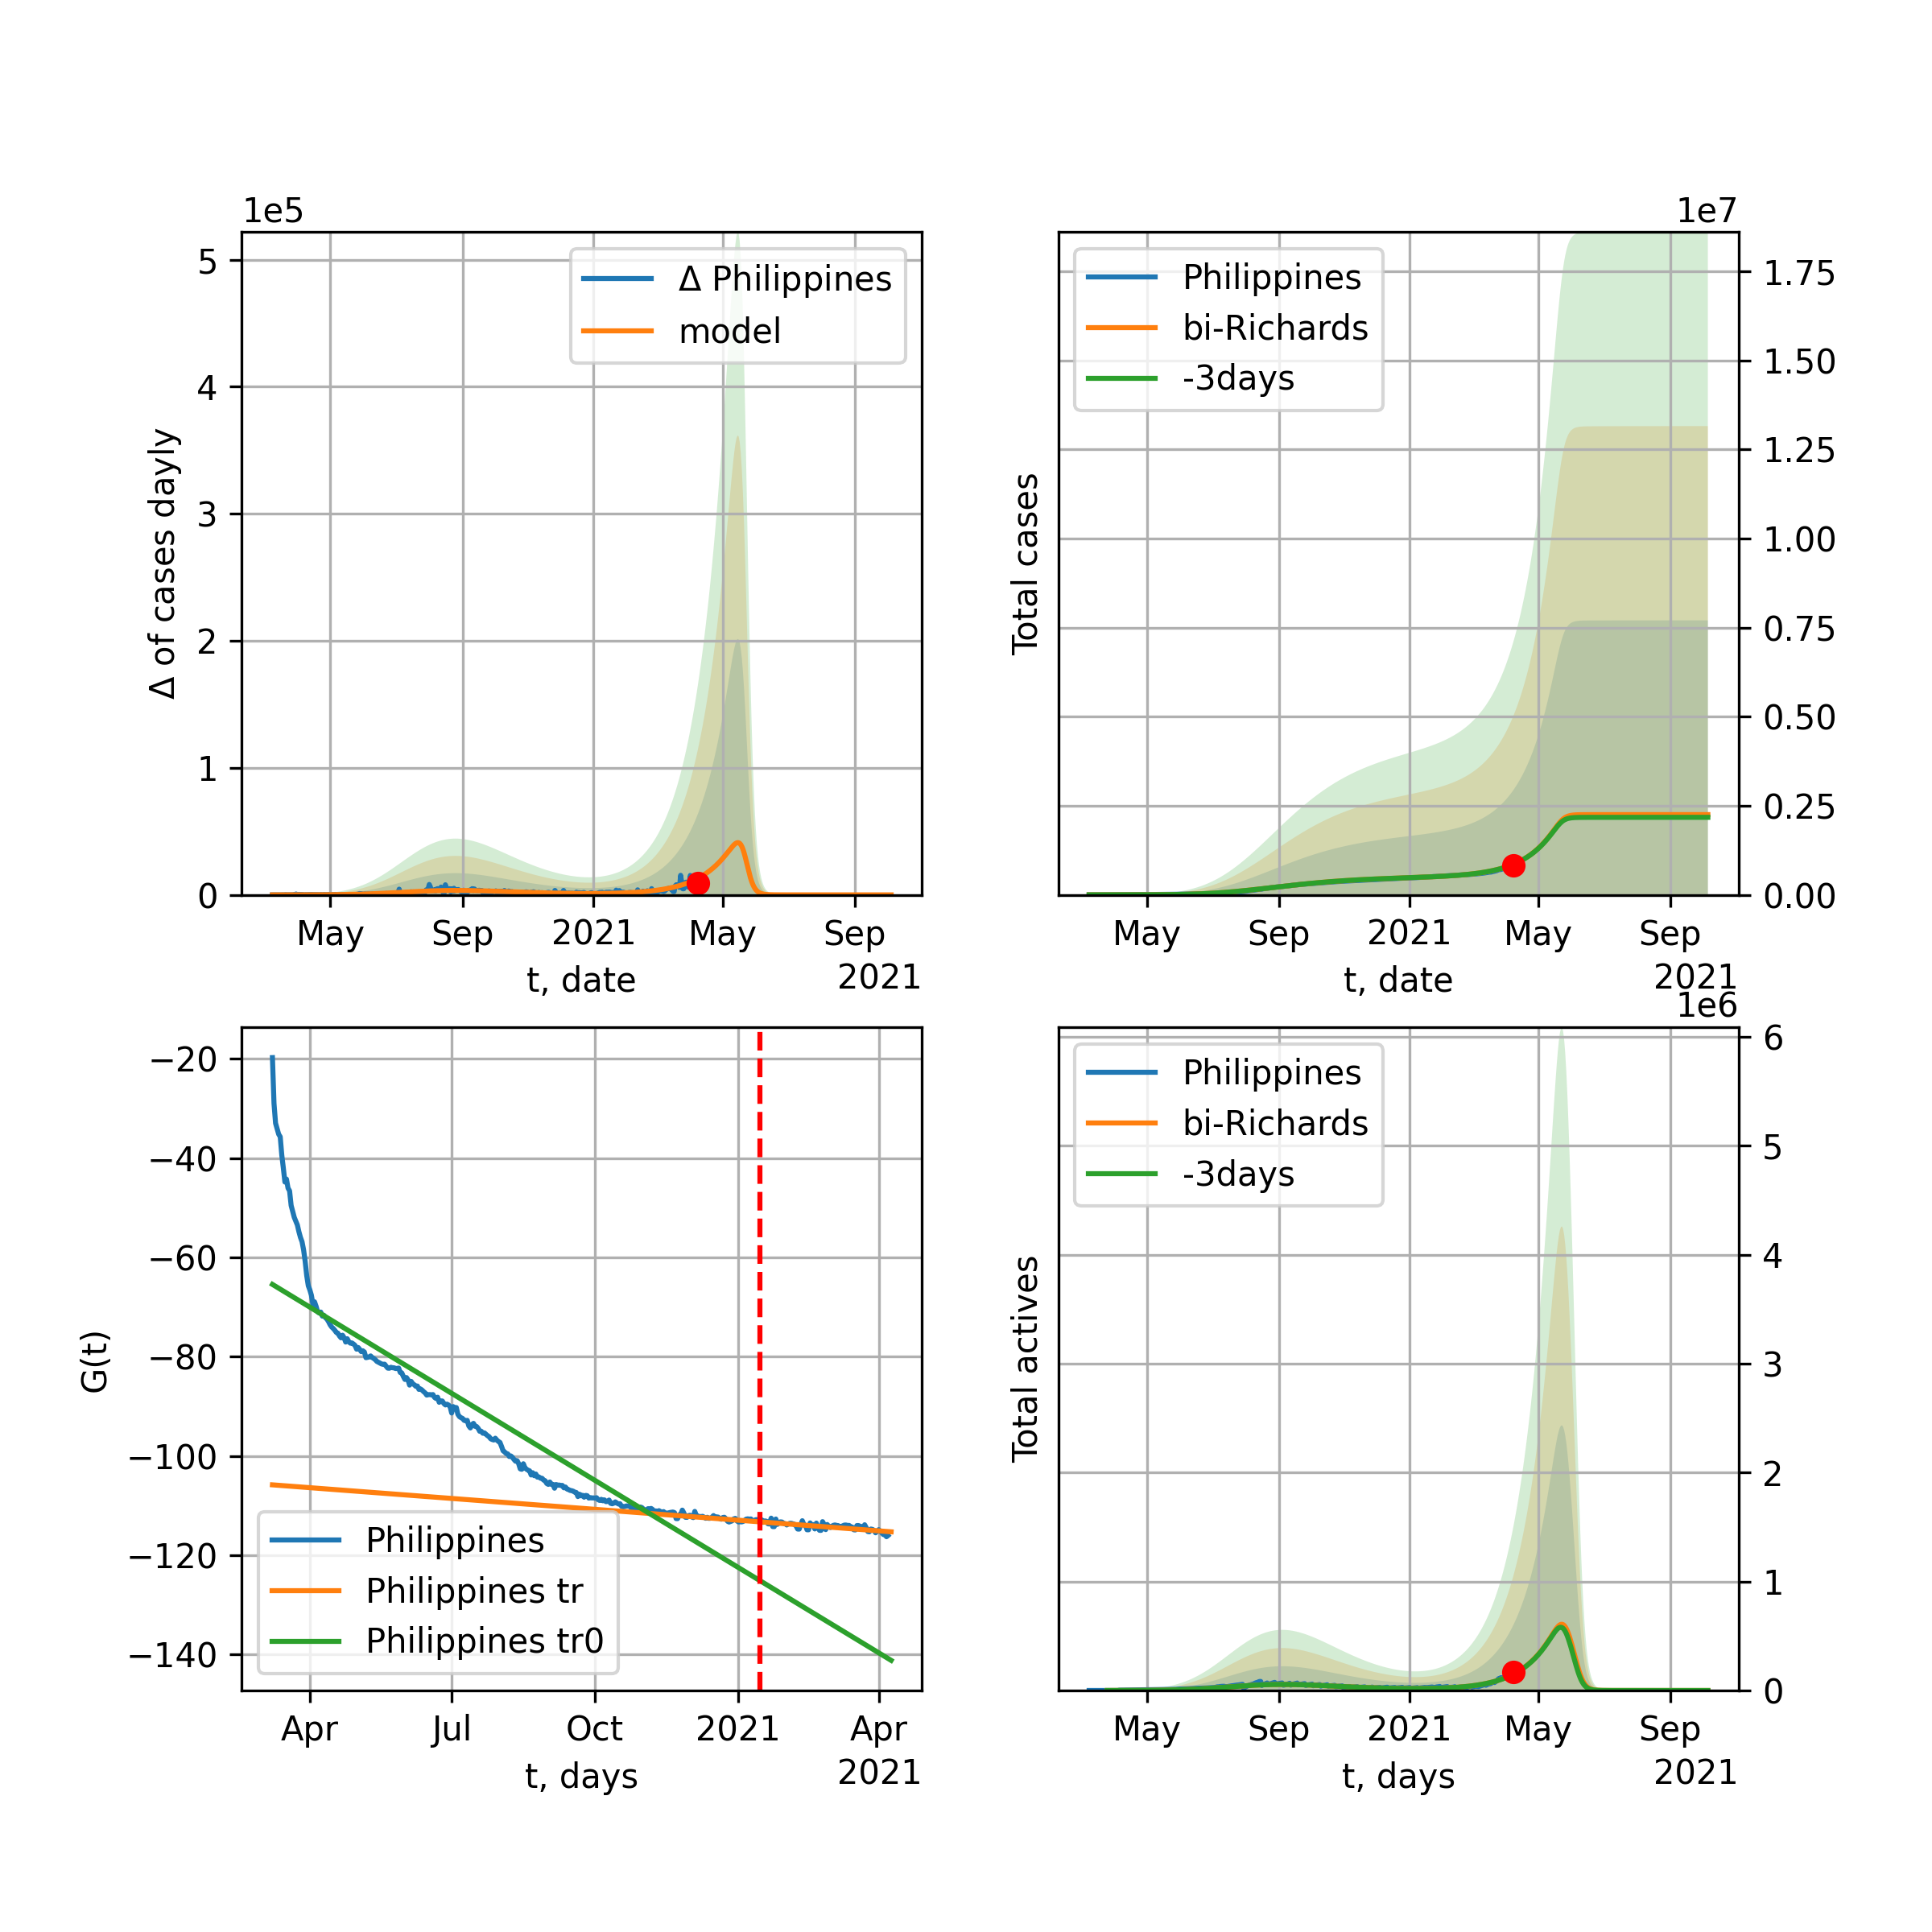 1e5
5
4
3
2
1
0
Δ of cases dayly
Δ Philippines
model
May Sep 2021 May Sep
t, date
2021
1e7
1.75
1.50
1.25
1.00
0.75
0.50
0.25
0.00
Total cases
Philippines
bi-Richards
-3days
May Sep 2021 May Sep
t, date
2021
−20
−40
−60
−80
−100
−120
−140
G(t)
Philippines
Philippines tr
Philippines tr0
Apr Jul Oct 2021 Apr
t, days
2021
1e6
6
5
4
3
2
1
0
Total actives
Philippines
bi-Richards
-3days
May Sep 2021 May Sep
t, days
2021